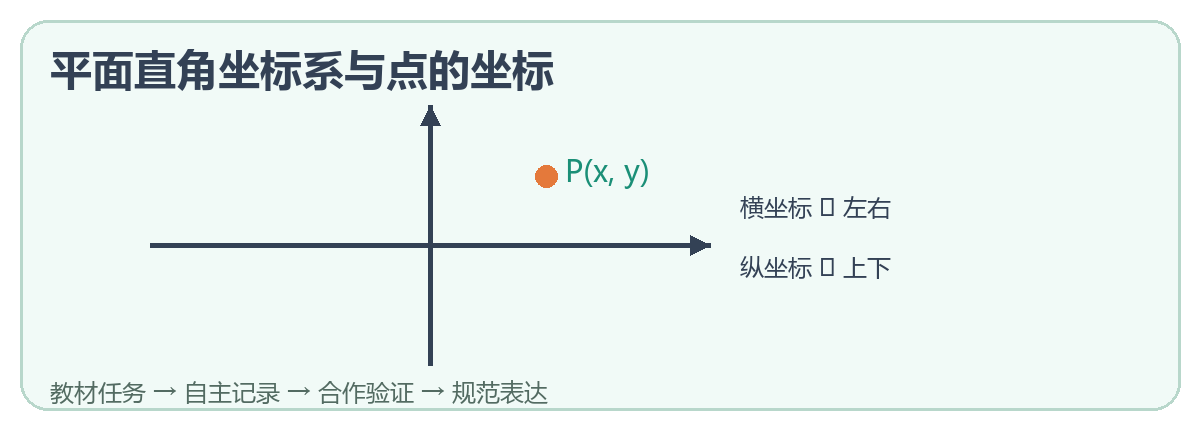 平面直角坐标系与点的坐标
P(x, y)
横坐标 ▯ 左右
纵坐标 ▯ 上下
教材任务 → 自主记录 → 合作验证 → 规范表达